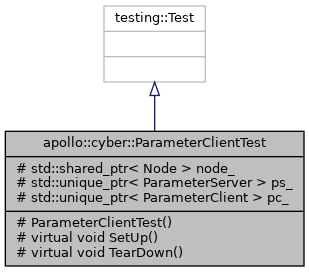 testing::Test
apollo::cyber::ParameterClientTest
# std::shared_ptr< Node > node_
# std::unique_ptr< ParameterServer > ps_
# std::unique_ptr< ParameterClient > pc_
# ParameterClientTest()
# virtual void SetUp()
# virtual void TearDown()